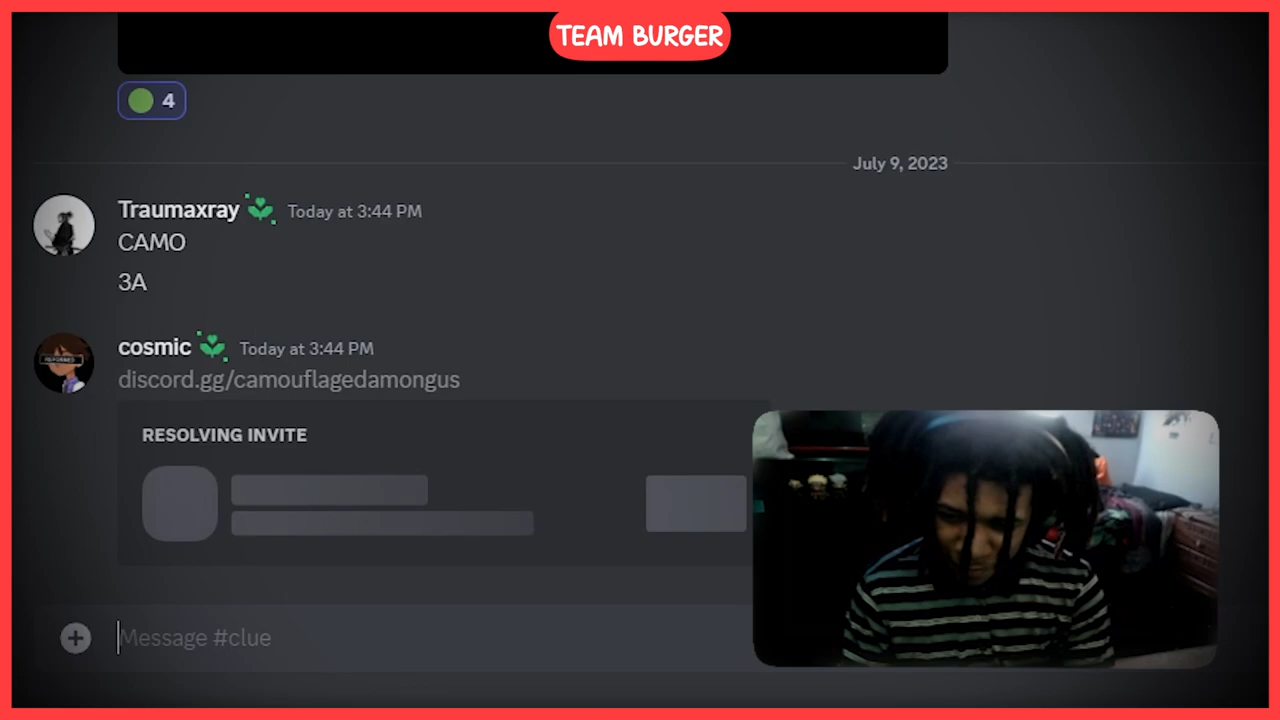 TEAM BURGER
4
July 9, 2023
Traumaxray Today at 3:44 PM
CAMO
3A
cosmic Today at 3:44 PM
discord.gg/camouflagedamongus
RESOLVING INVITE
Message #clue